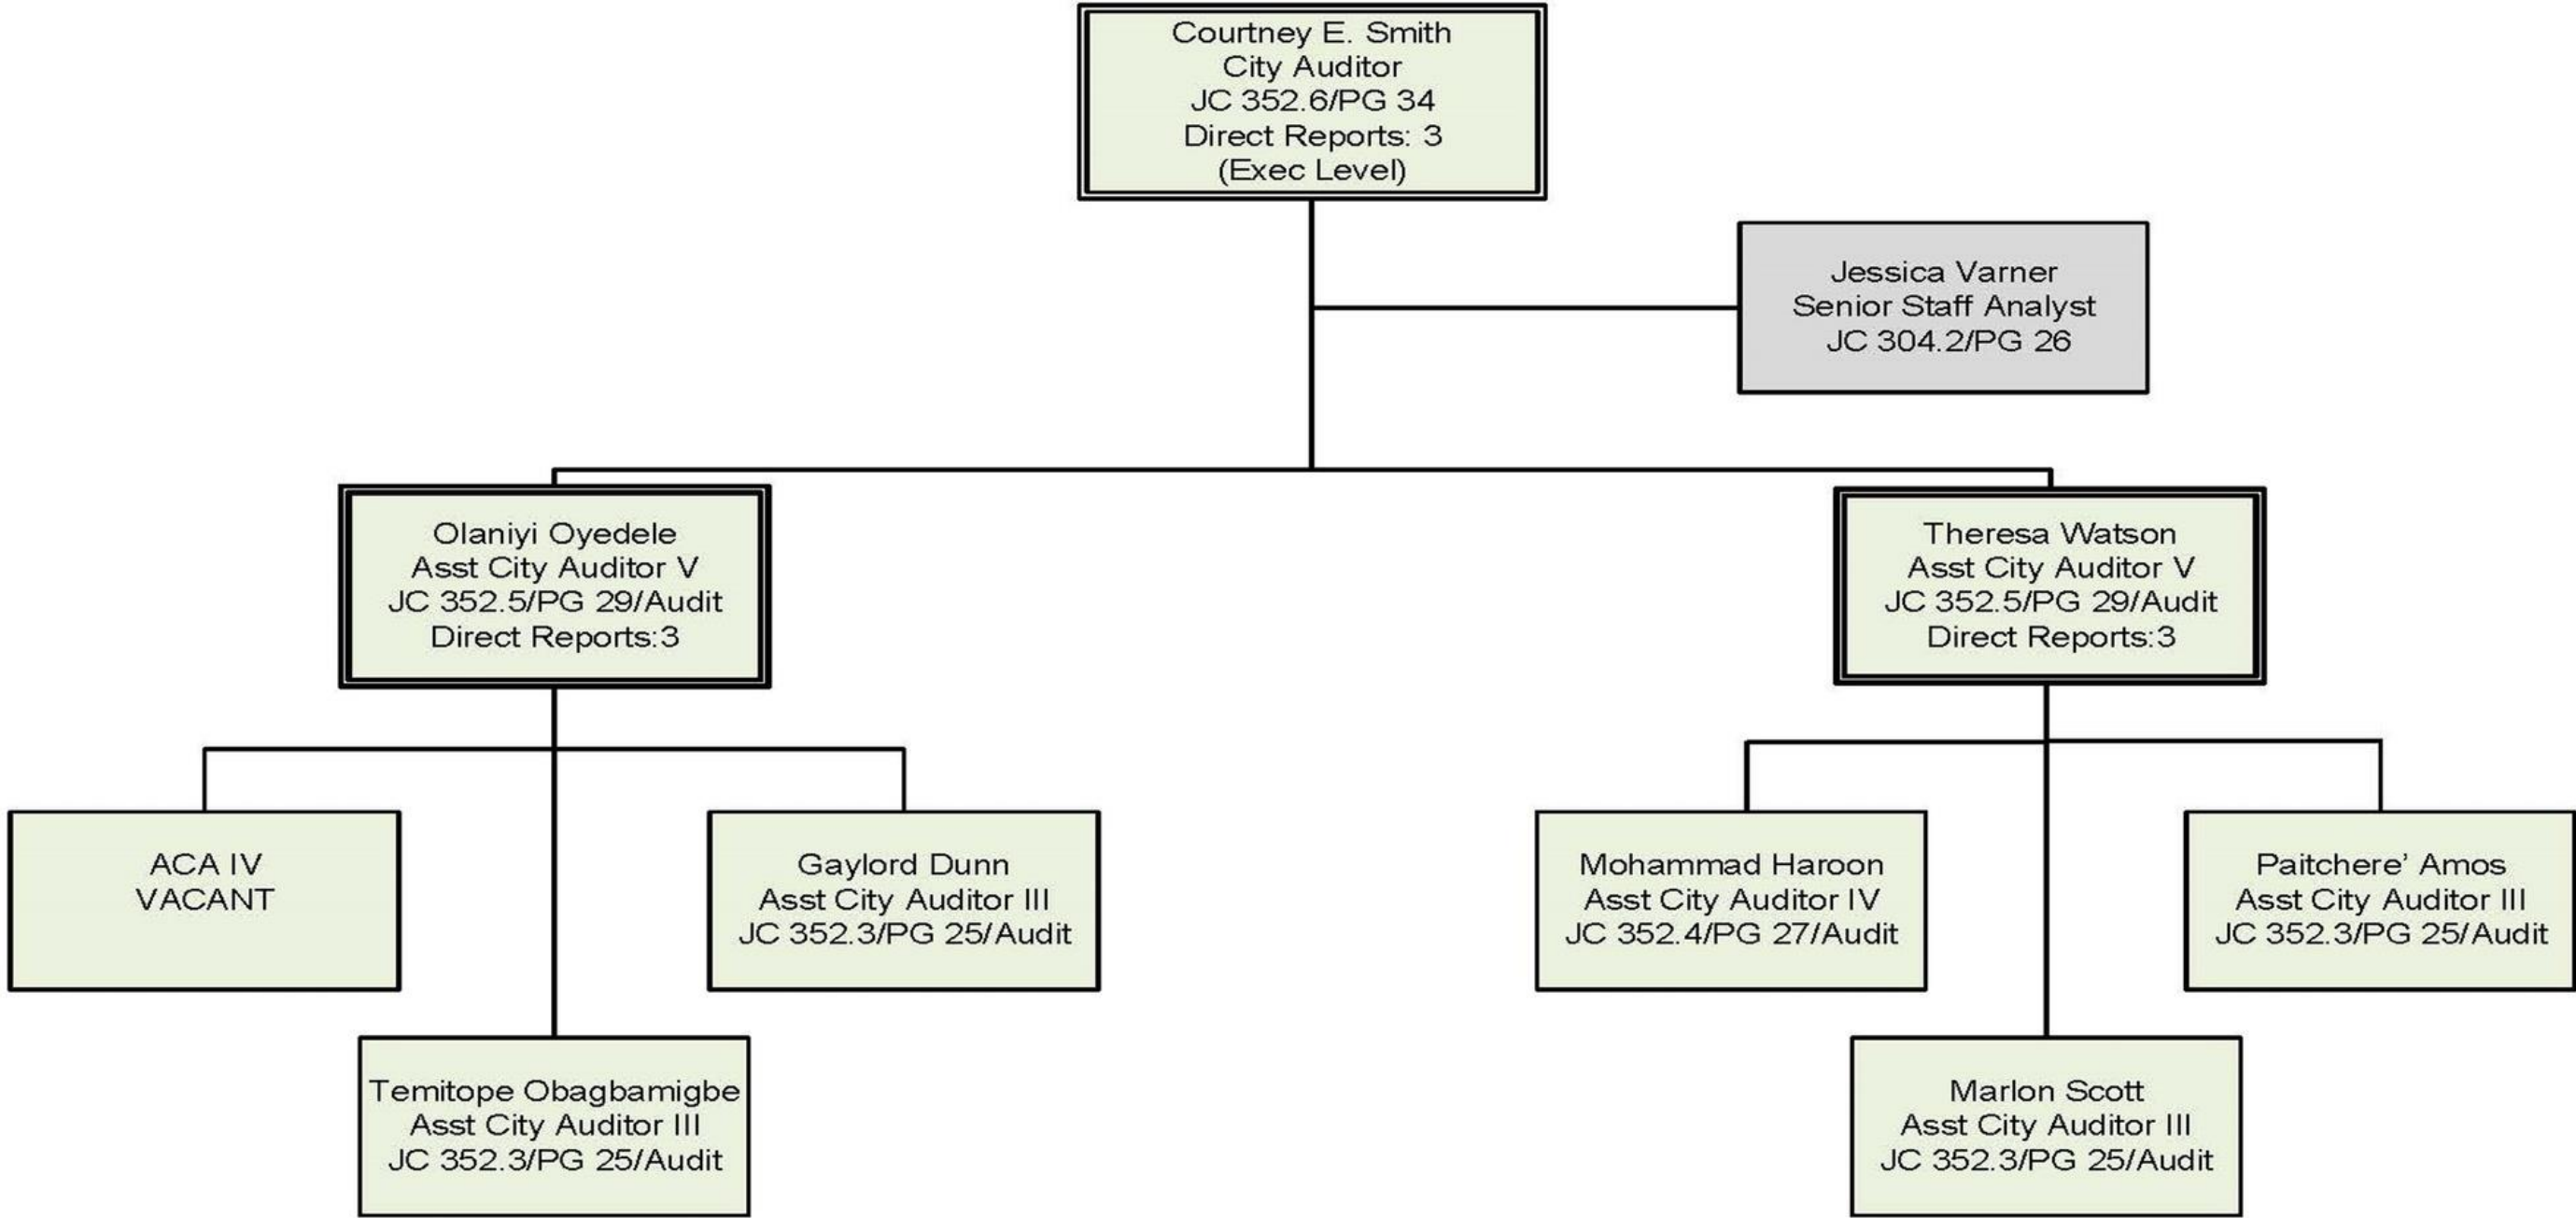 Courtney E. Smith
City Auditor
JC 352.6/PG 34
Direct Reports: 3
(Exec Level)
Jessica Varner
Senior Staff Analyst
JC 304.2/PG 26
Olaniyi Oyedele
Asst City Auditor V
JC 352.5/PG 29/Audit
Direct Reports:3
Theresa Watson
Asst City Auditor V
JC 352.5/PG 29/Audit
Direct Reports:3
ACA IV
VACANT
Gaylord Dunn
Asst City Auditor III
JC 352.3/PG 25/Audit
Mohammad Haroon
Asst City Auditor IV
JC 352.4/PG 27/Audit
Paitchere’ Amos
Asst City Auditor III
JC 352.3/PG 25/Audit
Temitope Obagbamigbe
Asst City Auditor III
JC 352.3/PG 25/Audit
Marlon Scott
Asst City Auditor III
JC 352.3/PG 25/Audit